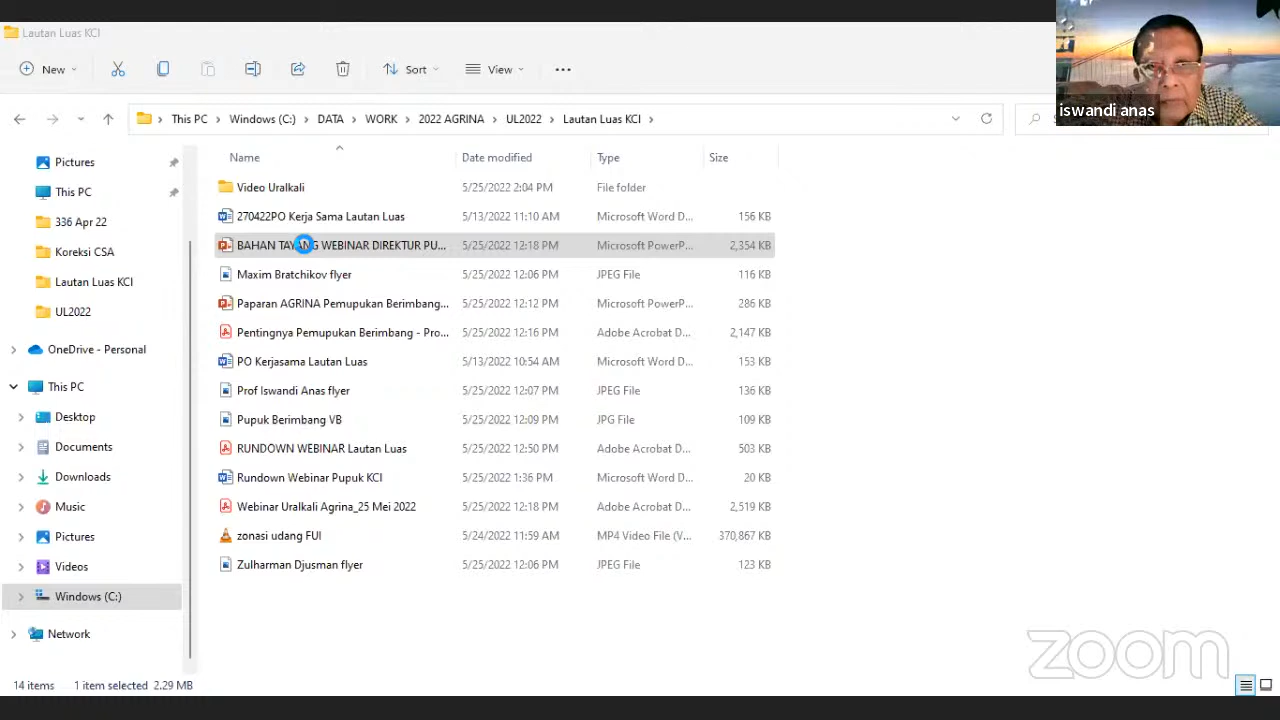 Lautan Luas KCI
New
Sort
View
This PC > Windows (C:) > DATA > WORK > 2022 AGRINA > UL2022 > Lautan Luas KCI >
iswandi anas
Name Date modified Type Size
Pictures
This PC
336 Apr 22
Koreksi CSA
Lautan Luas KCI
UL2022
OneDrive - Personal
This PC
Desktop
Documents
Downloads
Music
Pictures
Videos
Windows (C:)
Network
Video Uralkali 5/25/2022 2:04 PM File folder
270422PO Kerja Sama Lautan Luas 5/13/2022 11:10 AM Microsoft Word D... 156 KB
BAHAN TAYANG WEBINAR DIREKTUR PU... 5/25/2022 12:18 PM Microsoft PowerP... 2,354 KB
Maxim Bratchikov flyer 5/25/2022 12:06 PM JPEG File 116 KB
Paparan AGRINA Pemupukan Berimbang... 5/25/2022 12:12 PM Microsoft PowerP... 286 KB
Pentingnya Pemupukan Berimbang - Pro... 5/25/2022 12:16 PM Adobe Acrobat D... 2,147 KB
PO Kerjasama Lautan Luas 5/13/2022 10:54 AM Microsoft Word D... 153 KB
Prof Iswandi Anas flyer 5/25/2022 12:07 PM JPEG File 136 KB
Pupuk Berimbang VB 5/25/2022 12:09 PM JPG File 109 KB
RUNDOWN WEBINAR Lautan Luas 5/25/2022 12:50 PM Adobe Acrobat D... 503 KB
Rundown Webinar Pupuk KCI 5/25/2022 1:36 PM Microsoft Word D... 20 KB
Webinar Uralkali Agrina_25 Mei 2022 5/25/2022 12:18 PM Adobe Acrobat D... 2,519 KB
zonasi udang FUI 5/24/2022 11:59 AM MP4 Video File (V... 370,867 KB
Zulharman Djusman flyer 5/25/2022 12:06 PM JPEG File 123 KB
14 items 1 item selected 2.29 MB
zoom